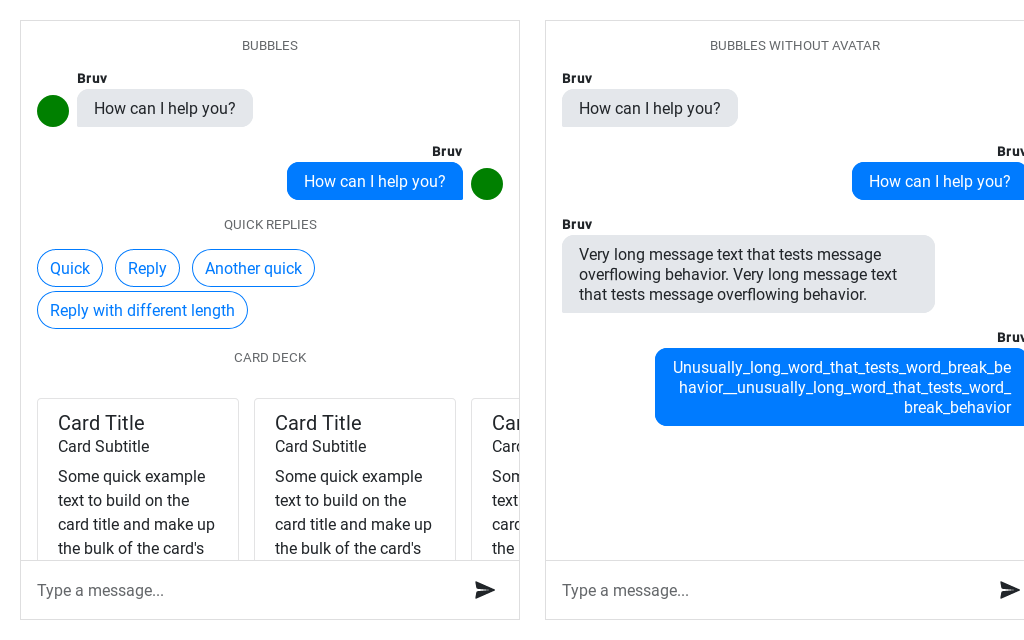 BUBBLES
Bruv
How can I help you?
Bruv
How can I help you?
QUICK REPLIES
Quick
Reply
Another quick
Reply with different length
CARD DECK
Card Title
Card Subtitle
Some quick example
text to build on the
card title and make up
the bulk of the card's
Card Title
Card Subtitle
Some quick example
text to build on the
card title and make up
the bulk of the card's
text
the
Type a message...
BUBBLES WITHOUT AVATAR
Bruv
How can I help you?
Bruv
How can I help you?
Bruv
Very long message text that tests message
overflowing behavior. Very long message text
that tests message overflowing behavior.
Bruv
Unusually_long_word_that_tests_word_break_be
havior__unusually_long_word_that_tests_word_
break_behavior
Type a message...